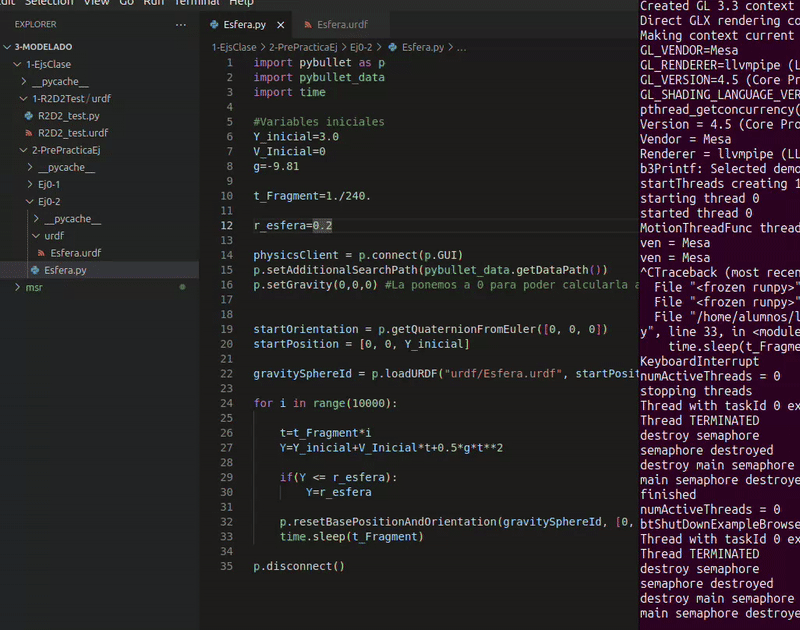 dit Selection View Go Run Terminal Help
EXPLORER
3-MODELADO
1-EjsClase
__pycache__
1-R2D2Test / urdf
R2D2_test.py
R2D2_test.urdf
2-PrePracticaEj
__pycache__
Ej0-1
Ej0-2
__pycache__
urdf
Esfera.urdf
Esfera.py
msr
Esfera.py
Esfera.urdf
1-EjsClase > 2-PrePracticaEj > Ej0-2 > Esfera.py > ...
1 import pybullet as p
2 import pybullet_data
3 import time
4
5 #Variables iniciales
6 Y_inicial=3.0
7 V_Inicial=0
8 g=-9.81
9
10 t_Fragment=1./240.
11
12 r_esfera=0.2
13
14 physicsClient = p.connect(p.GUI)
15 p.setAdditionalSearchPath(pybullet_data.getDataPath())
16 p.setGravity(0,0,0) #La ponemos a 0 para poder calcularla a
17
18
19 startOrientation = p.getQuaternionFromEuler([0, 0, 0])
20 startPosition = [0, 0, Y_inicial]
21
22 gravitySphereId = p.loadURDF("urdf/Esfera.urdf", startPosit
23
24 for i in range(10000):
25
26 t=t_Fragment*i
27 Y=Y_inicial+V_Inicial*t+0.5*g*t**2
28
29 if(Y <= r_esfera):
30 Y=r_esfera
31
32 p.resetBasePositionAndOrientation(gravitySphereId, [0,
33 time.sleep(t_Fragment)
34
35 p.disconnect()
Created GL 3.3 context
Direct GLX rendering co
Making context current
GL_VENDOR=Mesa
GL_RENDERER=llvmpipe (L
GL_VERSION=4.5 (Core Pr
GL_SHADING_LANGUAGE_VER
pthread_getconcurrency(
Version = 4.5 (Core Pro
Vendor = Mesa
Renderer = llvmpipe (LL
b3Printf: Selected demo
startThreads creating 1
starting thread 0
started thread 0
MotionThreadFunc thread
ven = Mesa
ven = Mesa
^CTraceback (most recen
File "<frozen runpy>"
File "<frozen runpy>"
File "/home/alumnos/l
y", line 33, in <module
time.sleep(t_Fragme
KeyboardInterrupt
numActiveThreads = 0
stopping threads
Thread with taskId 0 ex
Thread TERMINATED
destroy semaphore
semaphore destroyed
destroy main semaphore
main semaphore destroye
finished
numActiveThreads = 0
btShutDownExampleBrowse
Thread with taskId 0 ex
Thread TERMINATED
destroy semaphore
semaphore destroyed
destroy main semaphore
main semaphore destroye